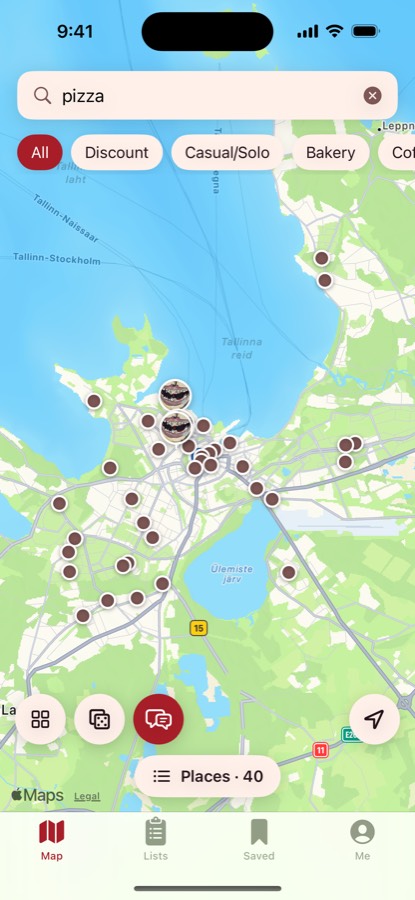 9:41
pizza
Leppn
All
Discount
Casual/Solo
Bakery
Cof
Tallinn
laht
Tallinn-Naissaar
Tallinn-Stockholm
Tallinna
reid
Ülemiste
järv
15
La
11
Places · 40
Maps
Legal
Map
Lists
Saved
Me